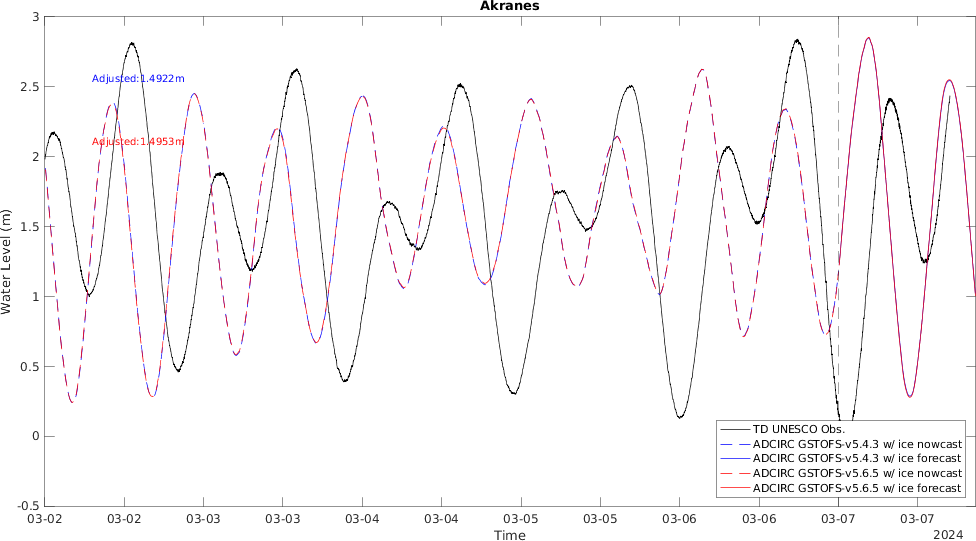 Akranes
3
2.5
2
1.5
1
0.5
0
-0.5
Water Level (m)
Adjusted:1.4922m
Adjusted:1.4953m
TD UNESCO Obs.
ADCIRC GSTOFS-v5.4.3 w/ ice nowcast
ADCIRC GSTOFS-v5.4.3 w/ ice forecast
ADCIRC GSTOFS-v5.6.5 w/ ice nowcast
ADCIRC GSTOFS-v5.6.5 w/ ice forecast
03-02 03-02 03-03 03-03 03-04 03-04 03-05 03-05 03-06 03-06 03-07 03-07
Time
2024